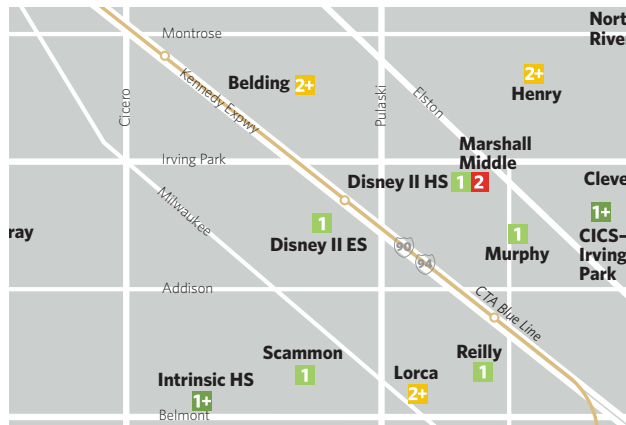 Nort
River
Montrose
Belding 2+
2+
Henry
Kennedy Expwy
Cicero
Pulaski
Elston
Marshall
Middle
Irving Park
Disney II HS 1 2
Cleve
Milwaukee
1
Disney II ES
1
Murphy
1+
CICS–
Irving
Park
ray
90
94
Addison
CTA Blue Line
Scammon
1
Reilly
1
Intrinsic HS
1+
Lorca
2+
Belmont